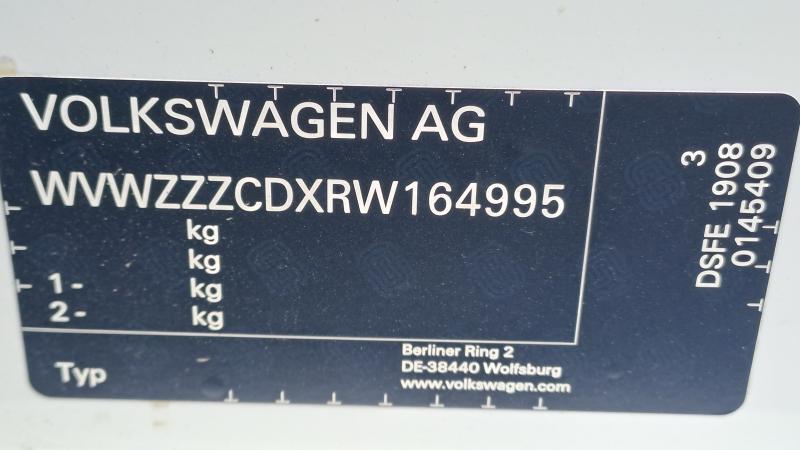 VOLKSWAGEN AG
WVWZZZCDXRW164995
kg
kg
1- kg
2- kg
Typ
Berliner Ring 2
DE-38440 Wolfsburg
www.volkswagen.com
3
DSFE 1908
0145409